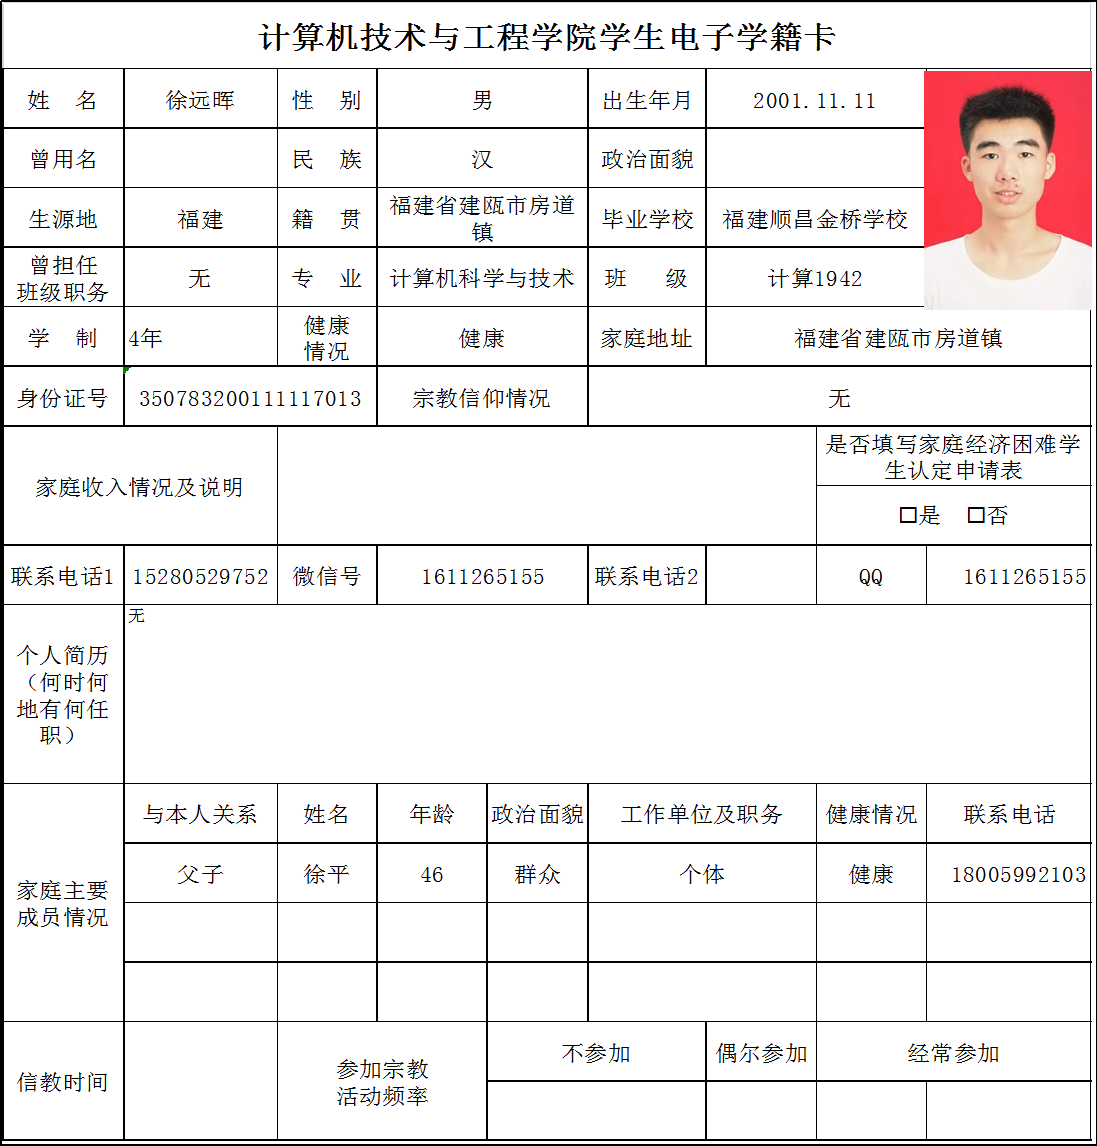 计算机技术与工程学院学生电子学籍卡
姓 名 徐远晖 性 别 男 出生年月 2001.11.11
曾用名 民 族 汉 政治面貌
生源地 福建 籍 贯 福建省建瓯市房道
镇 毕业学校 福建顺昌金桥学校
曾担任
班级职务 无 专 业 计算机科学与技术 班 级 计算1942
学 制 4年 健康
情况 健康 家庭地址 福建省建瓯市房道镇
身份证号 350783200111117013 宗教信仰情况 无
家庭收入情况及说明
是否填写家庭经济困难学
生认定申请表
□是 □否
联系电话1 15280529752 微信号 1611265155 联系电话2 QQ 1611265155
无
个人简历
（何时何
地有何任
职）
家庭主要
成员情况
与本人关系 姓名 年龄 政治面貌 工作单位及职务 健康情况 联系电话
父子 徐平 46 群众 个体 健康 18005992103
信教时间
参加宗教
活动频率
不参加 偶尔参加 经常参加